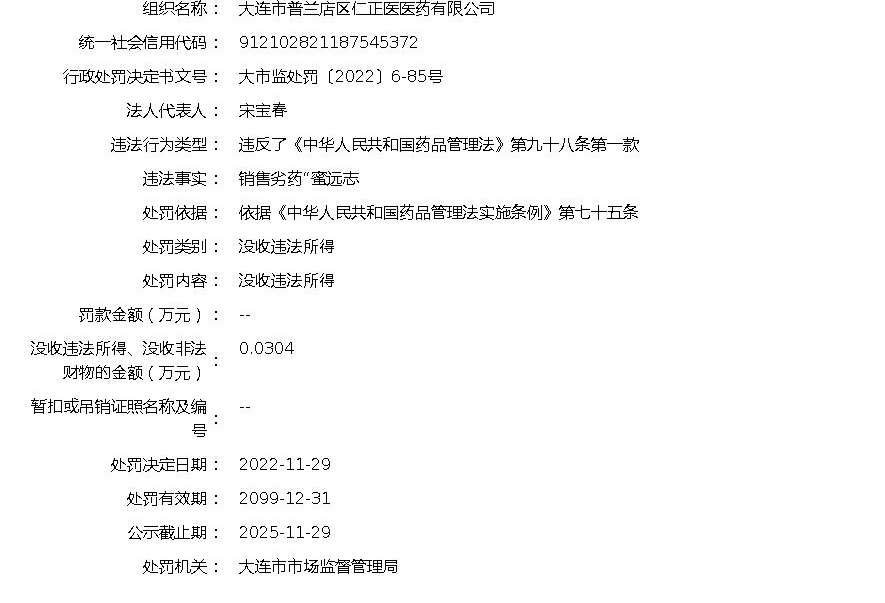 组织名称： 大连市普兰店区仁正医医药有限公司
统一社会信用代码： 912102821187545372
行政处罚决定书文号： 大市监处罚〔2022〕6-85号
法人代表人： 宋宝春
违法行为类型： 违反了《中华人民共和国药品管理法》第九十八条第一款
违法事实： 销售劣药“蜜远志
处罚依据： 依据《中华人民共和国药品管理法实施条例》第七十五条
处罚类别： 没收违法所得
处罚内容： 没收违法所得
罚款金额（万元）： --
没收违法所得、没收非法
财物的金额（万元）： 0.0304
暂扣或吊销证照名称及编
号： --
处罚决定日期： 2022-11-29
处罚有效期： 2099-12-31
公示截止期： 2025-11-29
处罚机关： 大连市市场监督管理局